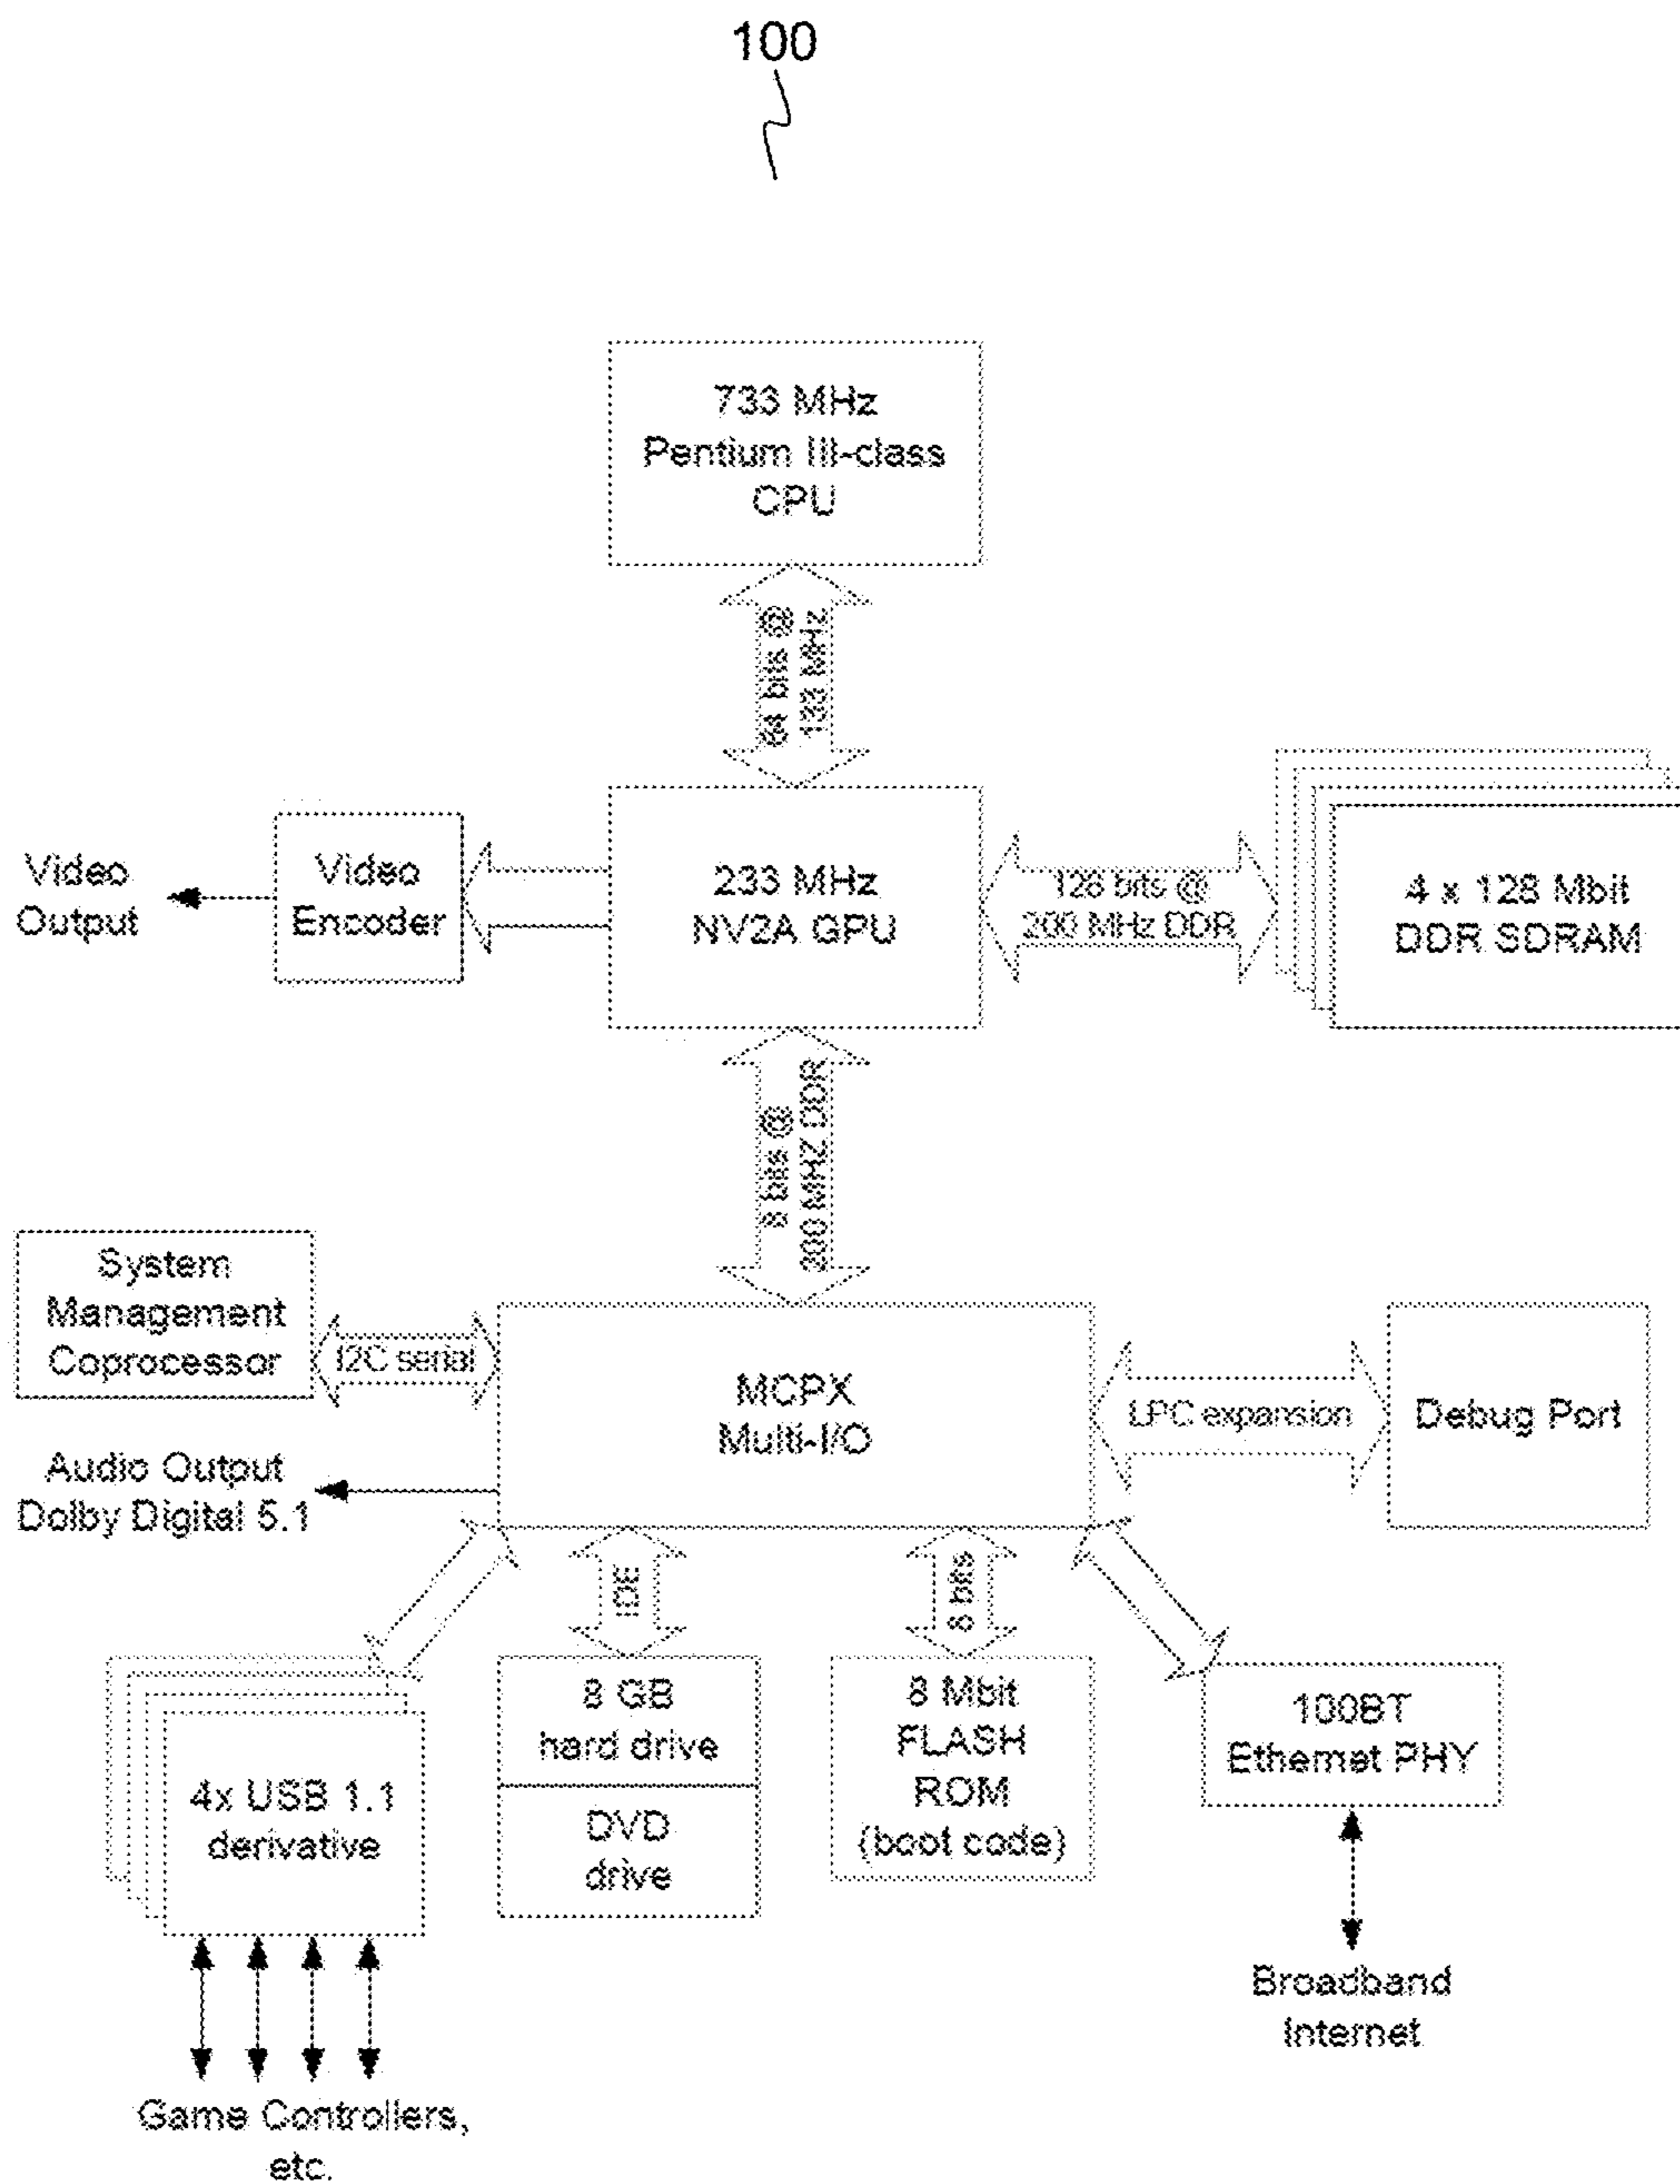 100
733 MHz
Pentium III-class
CPU
64 bits @
133 MHz
Video
Output
Video
Encoder
233 MHz
NV2A GPU
128 bits @
200 MHz DDR
4 x 128 Mbit
DDR SDRAM
8 bits @
200 MHZ DDR
System
Management
Coprocessor
I2C serial
MCPX
Multi-I/O
LPC expansion
Debug Port
Audio Output
Dolby Digital 5.1
IDE
8 bits
4x USB 1.1
derivative
8 GB
hard drive
DVD
drive
8 Mbit
FLASH
ROM
(boot code)
100BT
Ethernet PHY
Broadband
Internet
Game Controllers,
etc.